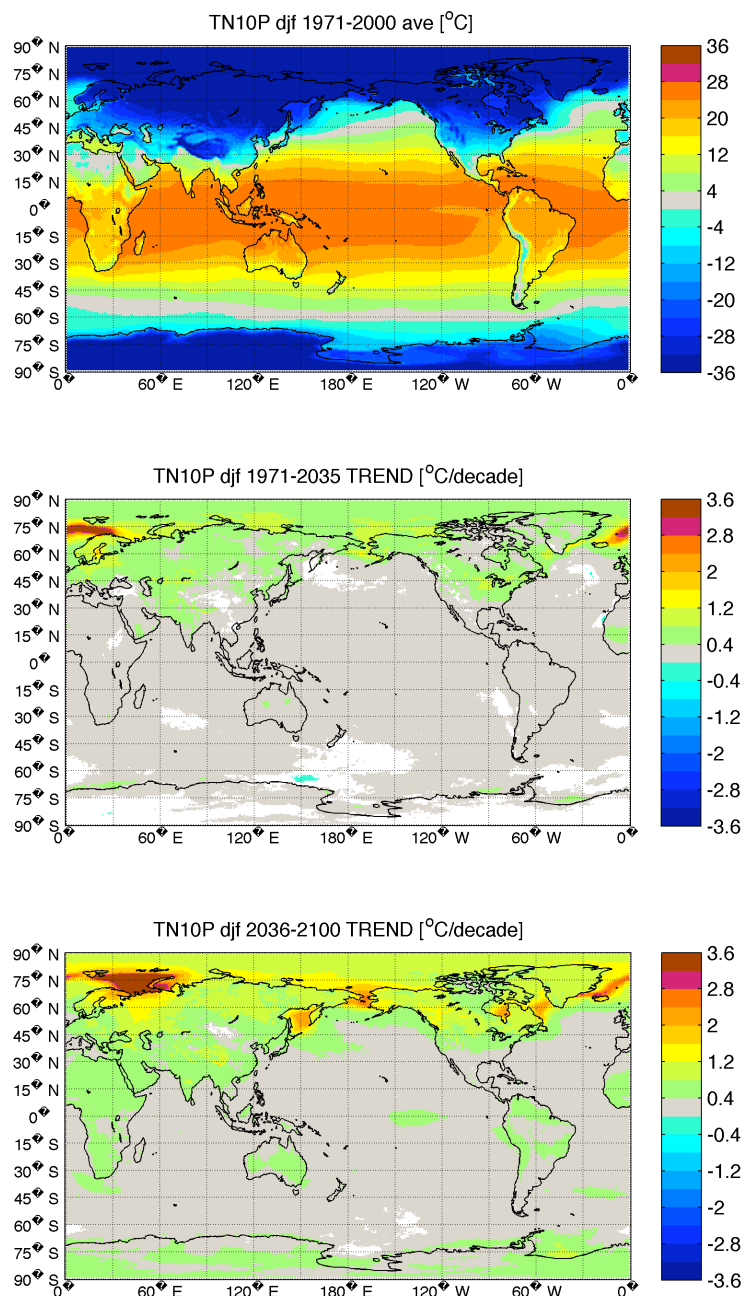 TN10P djf 1971-2000 ave [°C]
90� N
75� N
60� N
45� N
30� N
15� N
0�
15� S
30� S
45� S
60� S
75� S
90� S
0� 60� E 120� E 180� E 120� W 60� W 0�
36
28
20
12
4
-4
-12
-20
-28
-36
TN10P djf 1971-2035 TREND [°C/decade]
90� N
75� N
60� N
45� N
30� N
15� N
0�
15� S
30� S
45� S
60� S
75� S
90� S
0� 60� E 120� E 180� E 120� W 60� W 0�
3.6
2.8
2
1.2
0.4
-0.4
-1.2
-2
-2.8
-3.6
TN10P djf 2036-2100 TREND [°C/decade]
90� N
75� N
60� N
45� N
30� N
15� N
0�
15� S
30� S
45� S
60� S
75� S
90� S
0� 60� E 120� E 180� E 120� W 60� W 0�
3.6
2.8
2
1.2
0.4
-0.4
-1.2
-2
-2.8
-3.6